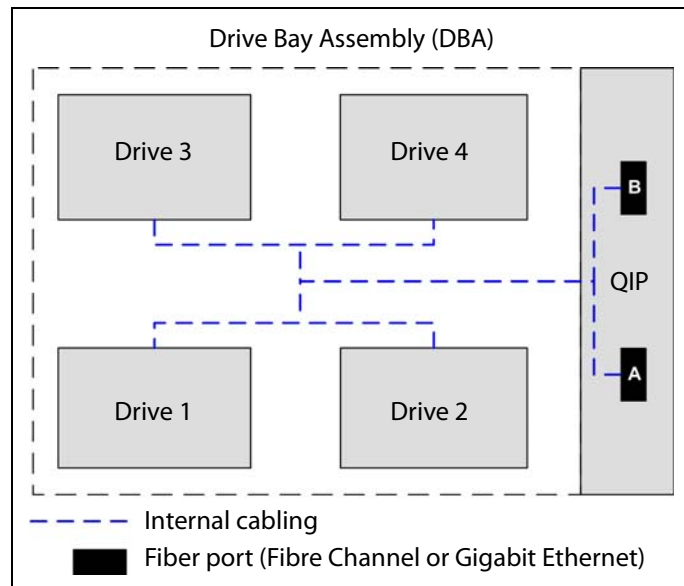 Drive Bay Assembly (DBA)
Drive 3
Drive 4
B
QIP
A
Drive 1
Drive 2
Internal cabling
Fiber port (Fibre Channel or Gigabit Ethernet)